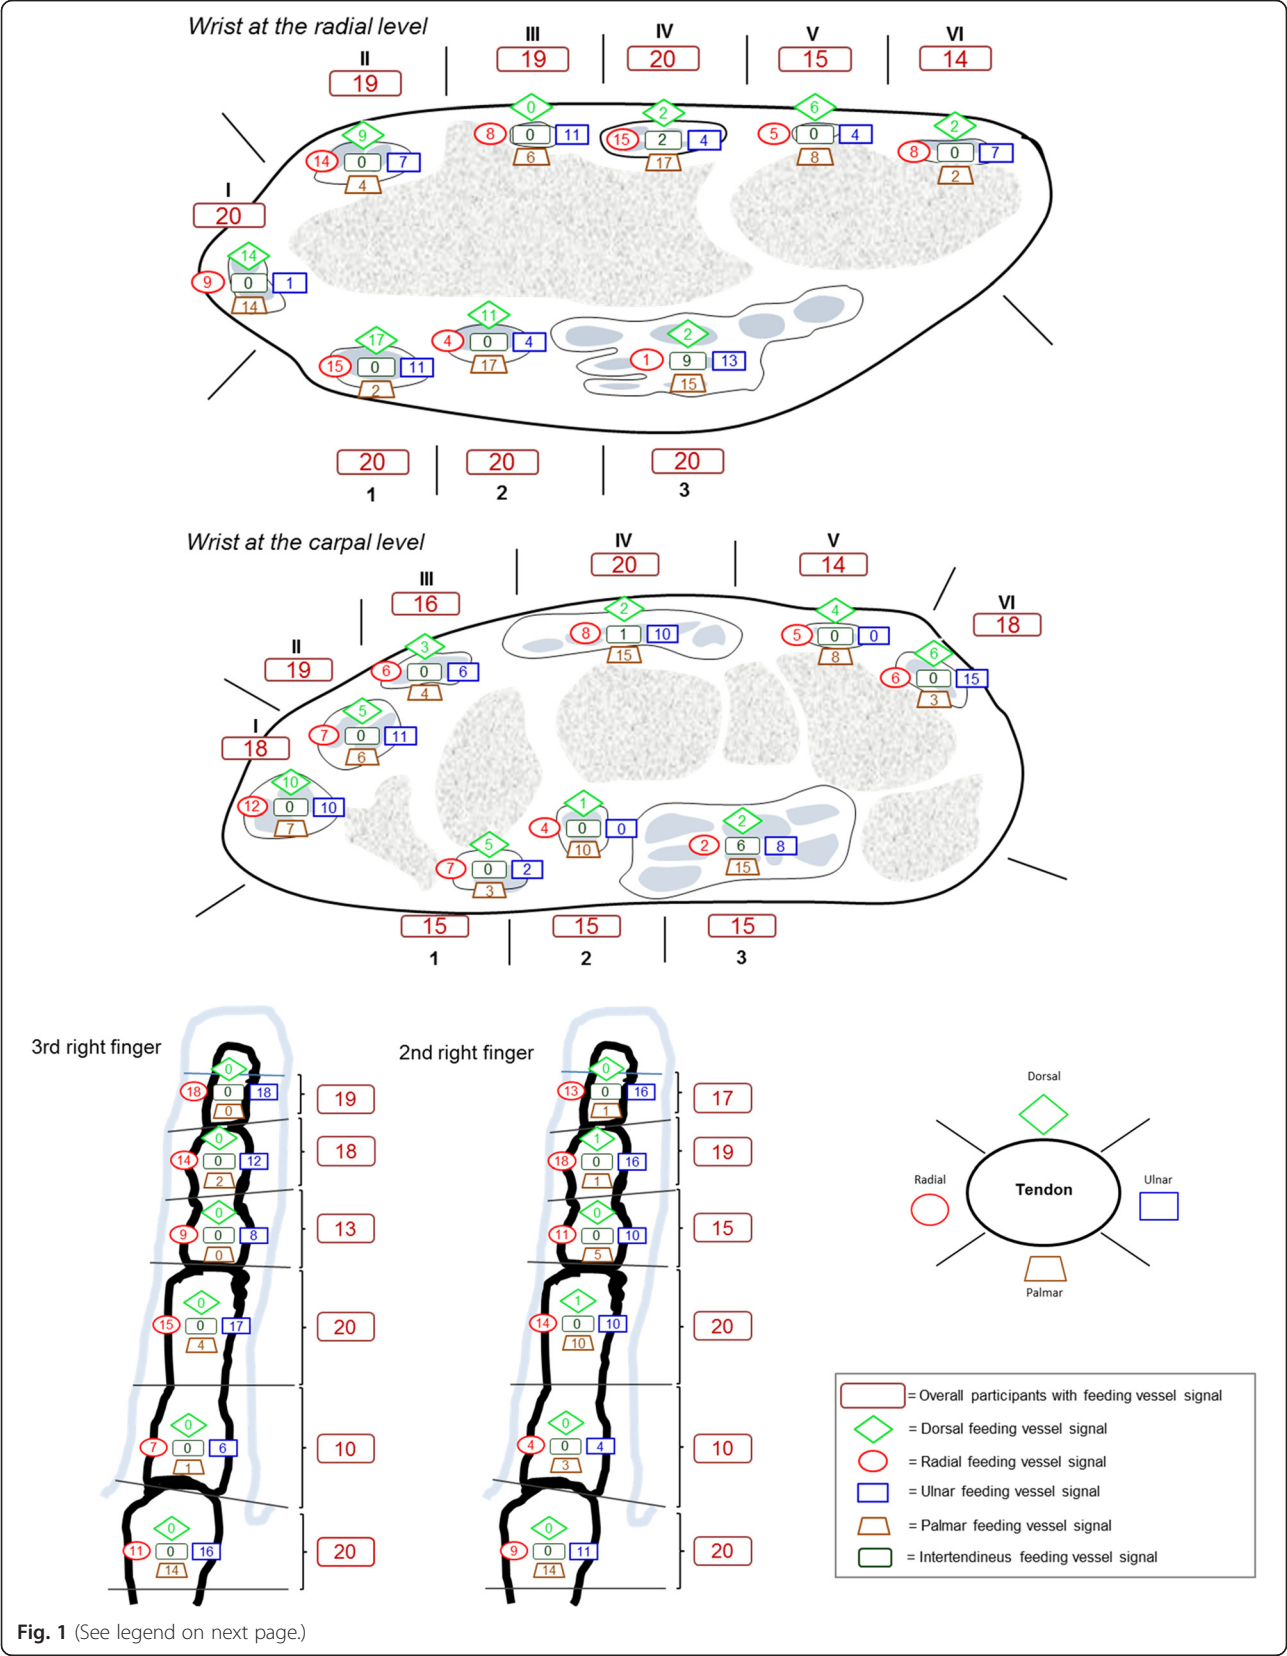 Wrist at the radial level
II
19
III
19
IV
20
V
15
VI
14
9
14 0 7
4
0
8 0 11
6
2
15 2 4
17
6
5 0 4
8
2
8 0 7
2
I
20
14
9 0 1
14
17
15 0 11
2
11
4 0 4
17
2
1 9 13
15
20 20 20
1 2 3
Wrist at the carpal level
I
18
II
19
III
16
IV
20
V
14
VI
18
10
12 0 10
7
5
7 0 11
6
3
6 0 6
4
2
8 1 10
15
4
5 0 0
8
6
6 0 15
3
5
7 0 2
3
1
4 0 0
10
2
2 6 8
15
15 15 15
1 2 3
3rd right finger
0
18 0 18
0
19
0
14 0 12
2
18
0
9 0 8
0
13
0
15 0 17
4
20
0
7 0 6
1
10
0
11 0 16
14
20
2nd right finger
0
13 0 16
1
17
1
18 0 16
1
19
0
11 0 10
5
15
1
14 0 10
10
20
0
4 0 4
3
10
0
9 0 11
14
20
Dorsal
Radial
Tendon
Ulnar
Palmar
= Overall participants with feeding vessel signal
= Dorsal feeding vessel signal
= Radial feeding vessel signal
= Ulnar feeding vessel signal
= Palmar feeding vessel signal
= Intertendineus feeding vessel signal
Fig. 1 (See legend on next page.)